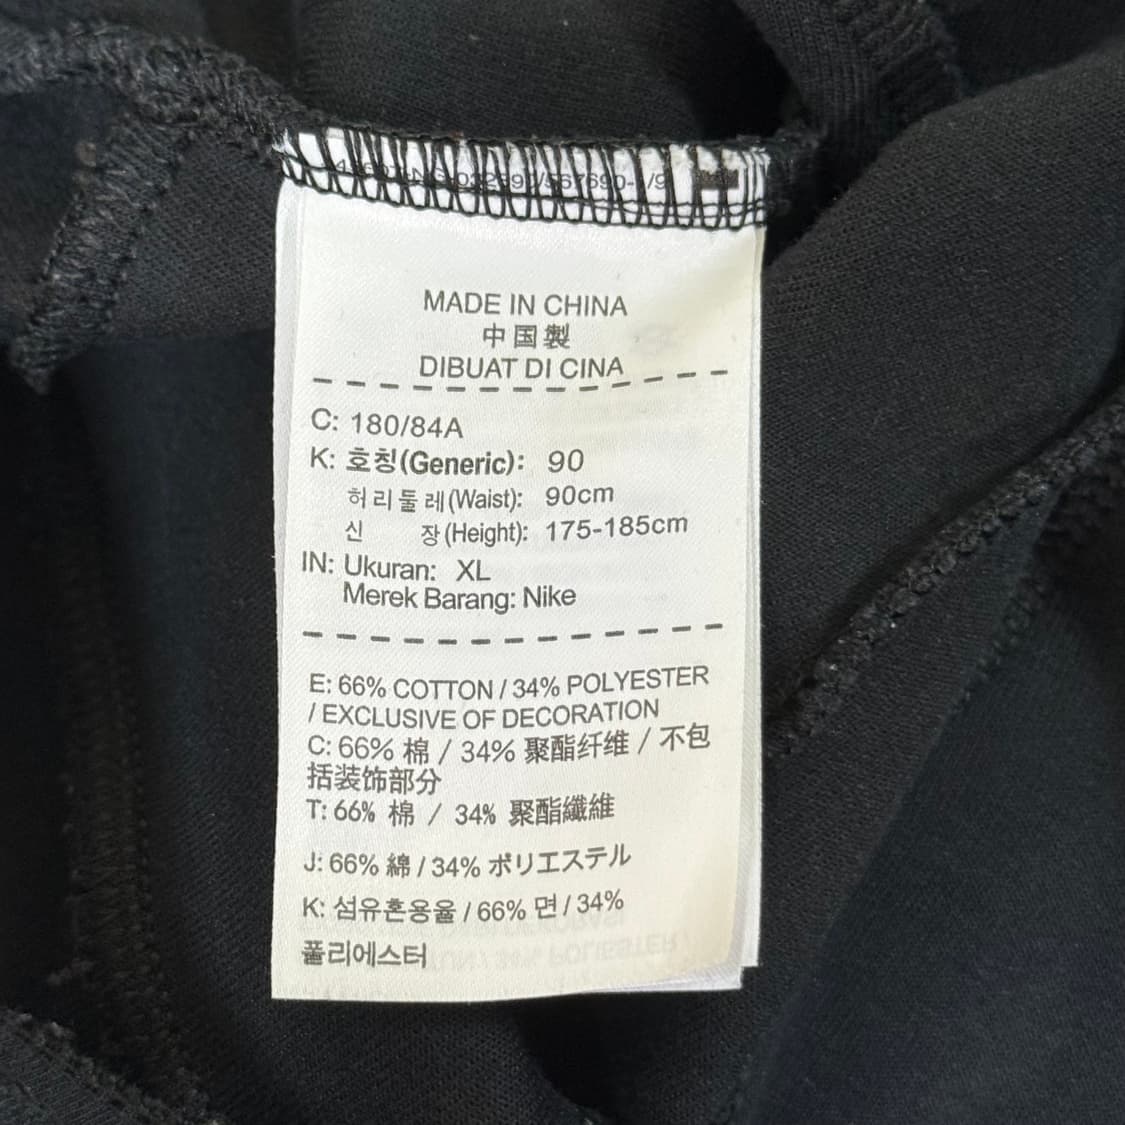 MADE IN CHINA
中国製
DIBUAT DI CINA
C: 180/84A
K: 호칭(Generic): 90
허리둘레(Waist): 90cm
신 장(Height): 175-185cm
IN: Ukuran: XL
Merek Barang: Nike
E: 66% COTTON / 34% POLYESTER
/ EXCLUSIVE OF DECORATION
C: 66% 棉 / 34% 聚酯纤维 / 不包
括装饰部分
T: 66% 棉 / 34% 聚酯纖維
J: 66% 綿 / 34% ポリエステル
K: 섬유혼용율 / 66% 면 / 34%
폴리에스터